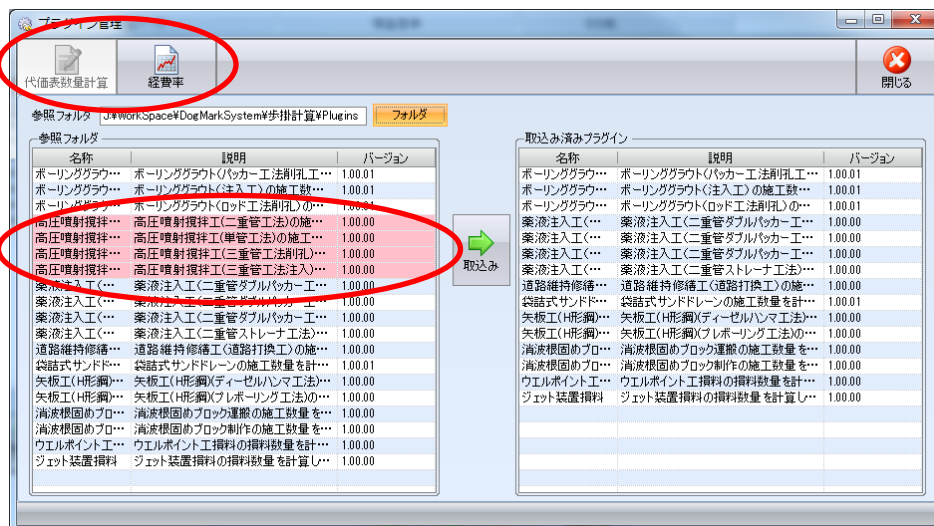 プラグイン管理
代価表数量計算
経費率
閉じる
参照フォルダ J:¥WorkSpace¥DogMarkSystem¥歩掛計算¥Plugins フォルダ
参照フォルダ
名称 説明 バージョン
ボーリンググラウ… ボーリンググラウト(パッカー工法削孔工… 1.00.01
ボーリンググラウ… ボーリンググラウト(注入工)の施工数… 1.00.01
ボーリンググラウ… ボーリンググラウト(ロッド工法削孔)の… 1.00.01
高圧噴射撹拌… 高圧噴射撹拌工(二重管工法)の施… 1.00.00
高圧噴射撹拌… 高圧噴射撹拌工(単管工法)の施工… 1.00.00
高圧噴射撹拌… 高圧噴射撹拌工(三重管工法削孔)… 1.00.00
高圧噴射撹拌… 高圧噴射撹拌工(三重管工法注入)… 1.00.00
薬液注入工(… 薬液注入工(二重管ダブルパッカー工… 1.00.00
薬液注入工(… 薬液注入工(二重管ダブルパッカー工… 1.00.00
薬液注入工(… 薬液注入工(二重管ダブルパッカー工… 1.00.00
薬液注入工(… 薬液注入工(二重管ストレーナ工法)… 1.00.00
道路維持修繕… 道路維持修繕工(道路打換工)の施… 1.00.00
袋詰式サンドド… 袋詰式サンドドレーンの施工数量を計… 1.00.01
矢板工(H形鋼)… 矢板工(H形鋼)(ディーゼルハンマ工法)… 1.00.00
矢板工(H形鋼)… 矢板工(H形鋼)(プレボーリング工法)の… 1.00.00
消波根固めブロ… 消波根固めブロック運搬の施工数量を… 1.00.00
消波根固めブロ… 消波根固めブロック制作の施工数量を… 1.00.00
ウエルポイント工… ウエルポイント工損料の損料数量を計… 1.00.00
ジェット装置損料 ジェット装置損料の損料数量を計算し… 1.00.00
取込み
取込み済みプラグイン
名称 説明 バージョン
ボーリンググラウ… ボーリンググラウト(パッカー工法削孔工… 1.00.01
ボーリンググラウ… ボーリンググラウト(注入工)の施工数… 1.00.01
ボーリンググラウ… ボーリンググラウト(ロッド工法削孔)の… 1.00.01
薬液注入工(… 薬液注入工(二重管ダブルパッカー工… 1.00.00
薬液注入工(… 薬液注入工(二重管ダブルパッカー工… 1.00.00
薬液注入工(… 薬液注入工(二重管ダブルパッカー工… 1.00.00
薬液注入工(… 薬液注入工(二重管ストレーナ工法)… 1.00.00
道路維持修繕… 道路維持修繕工(道路打換工)の施… 1.00.00
袋詰式サンドド… 袋詰式サンドドレーンの施工数量を計… 1.00.01
矢板工(H形鋼)… 矢板工(H形鋼)(ディーゼルハンマ工法)… 1.00.00
矢板工(H形鋼)… 矢板工(H形鋼)(プレボーリング工法)の… 1.00.00
消波根固めブロ… 消波根固めブロック運搬の施工数量を… 1.00.00
消波根固めブロ… 消波根固めブロック制作の施工数量を… 1.00.00
ウエルポイント工… ウエルポイント工損料の損料数量を計… 1.00.00
ジェット装置損料 ジェット装置損料の損料数量を計算し… 1.00.00